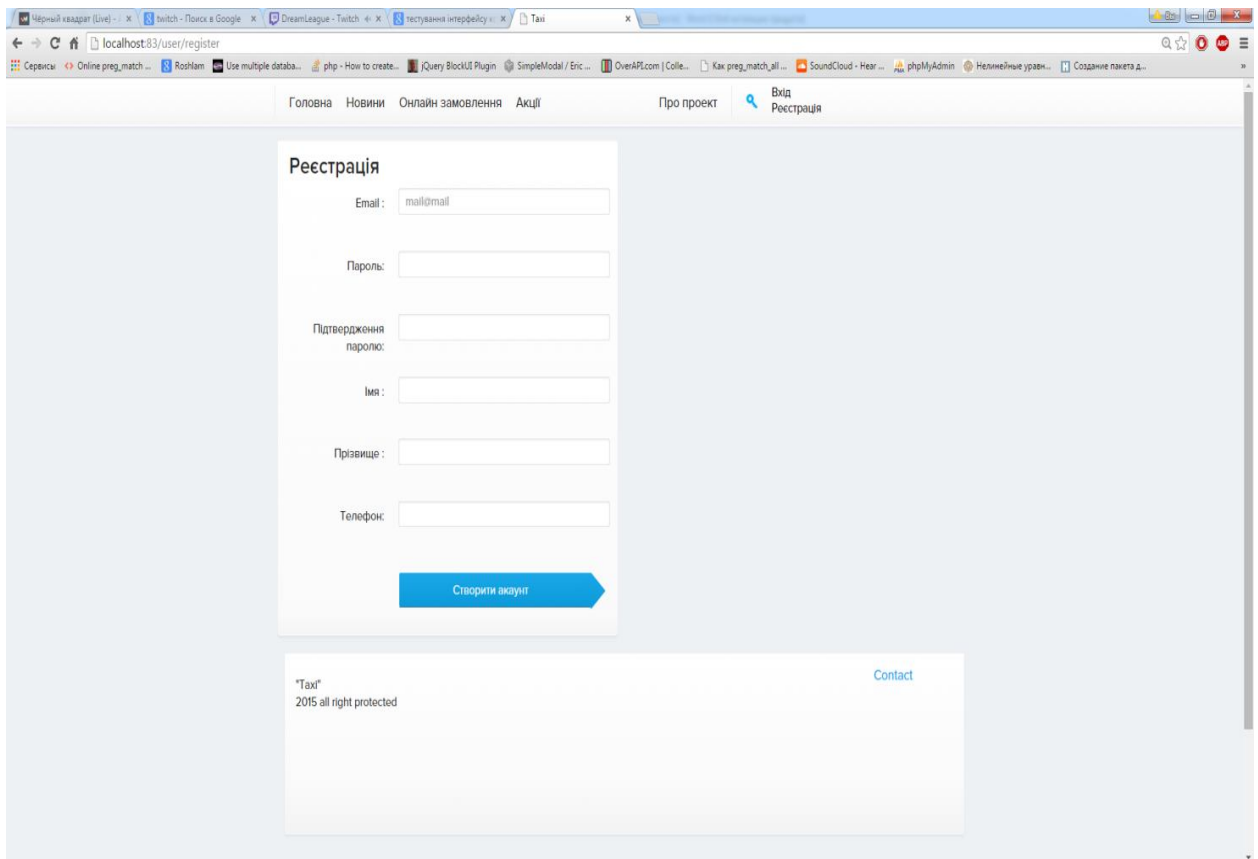 Чёрный квадрат (Live) -
twitch - Поиск в Google
DreamLeague - Twitch
тестування інтерфейсу
Taxi
localhost:83/user/register
Сервисы
Online preg_match ...
Roshlam
Use multiple databa...
php - How to create...
jQuery BlockUI Plugin
SimpleModal / Eric ...
OverAPI.com | Colle...
Как preg_match_all ...
SoundCloud - Hear ...
phpMyAdmin
Нелинейные уравн...
Создание пакета д...
»
Головна Новини Онлайн замовлення Акції Про проект
Вхід
Реєстрація
Реєстрація
Email : mail@mail
Пароль:
Підтвердження
паролю:
Імя :
Прізвище :
Телефон:
Створити акаунт
"Taxi"
2015 all right protected
Contact